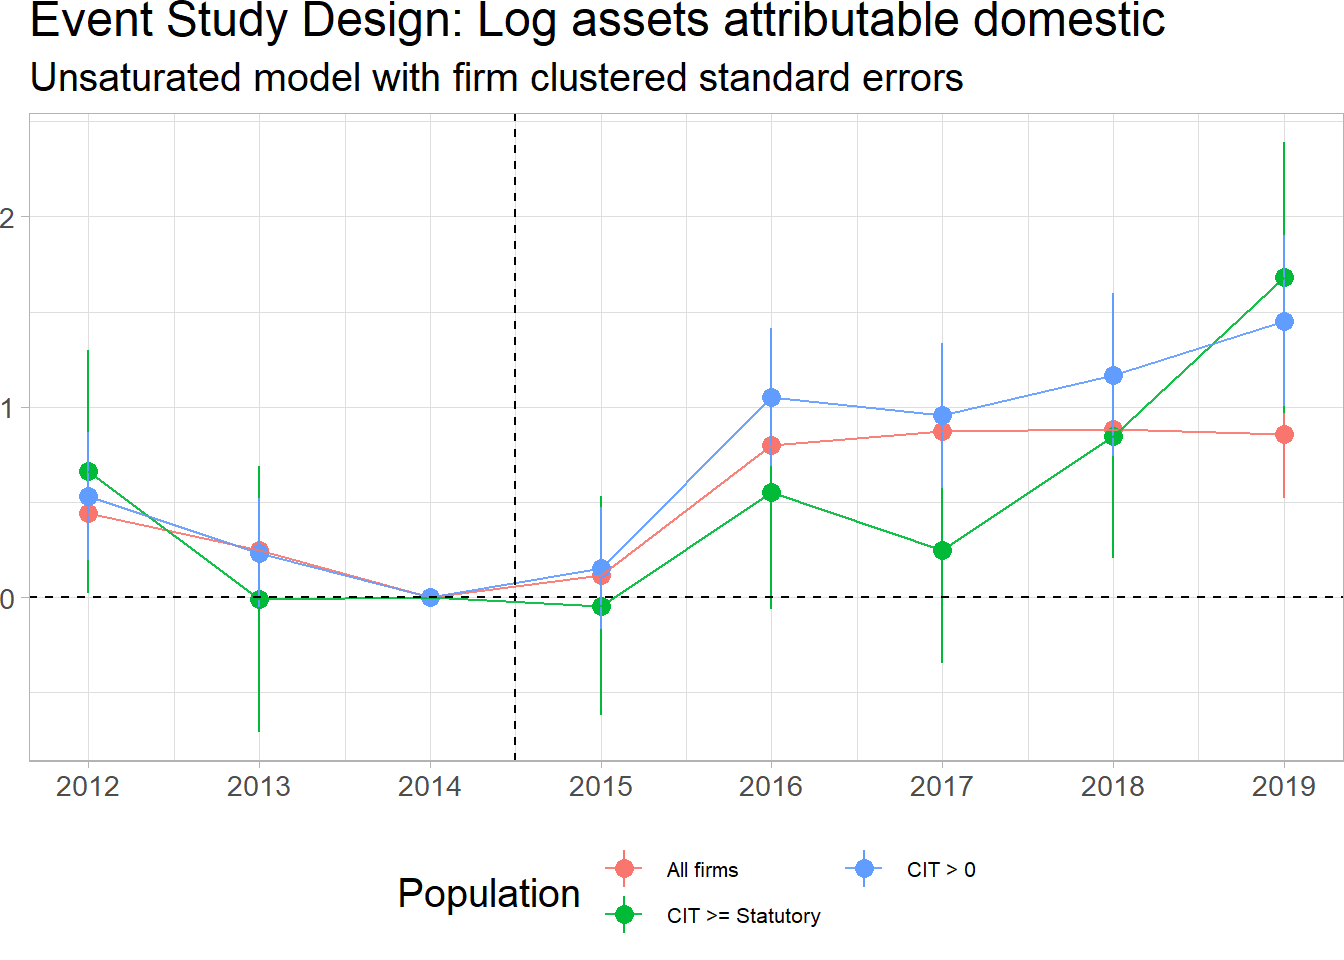 Event Study Design: Log assets attributable domestic
Unsaturated model with firm clustered standard errors
2
1
0
2012 2013 2014 2015 2016 2017 2018 2019
Population
All firms
CIT > 0
CIT >= Statutory